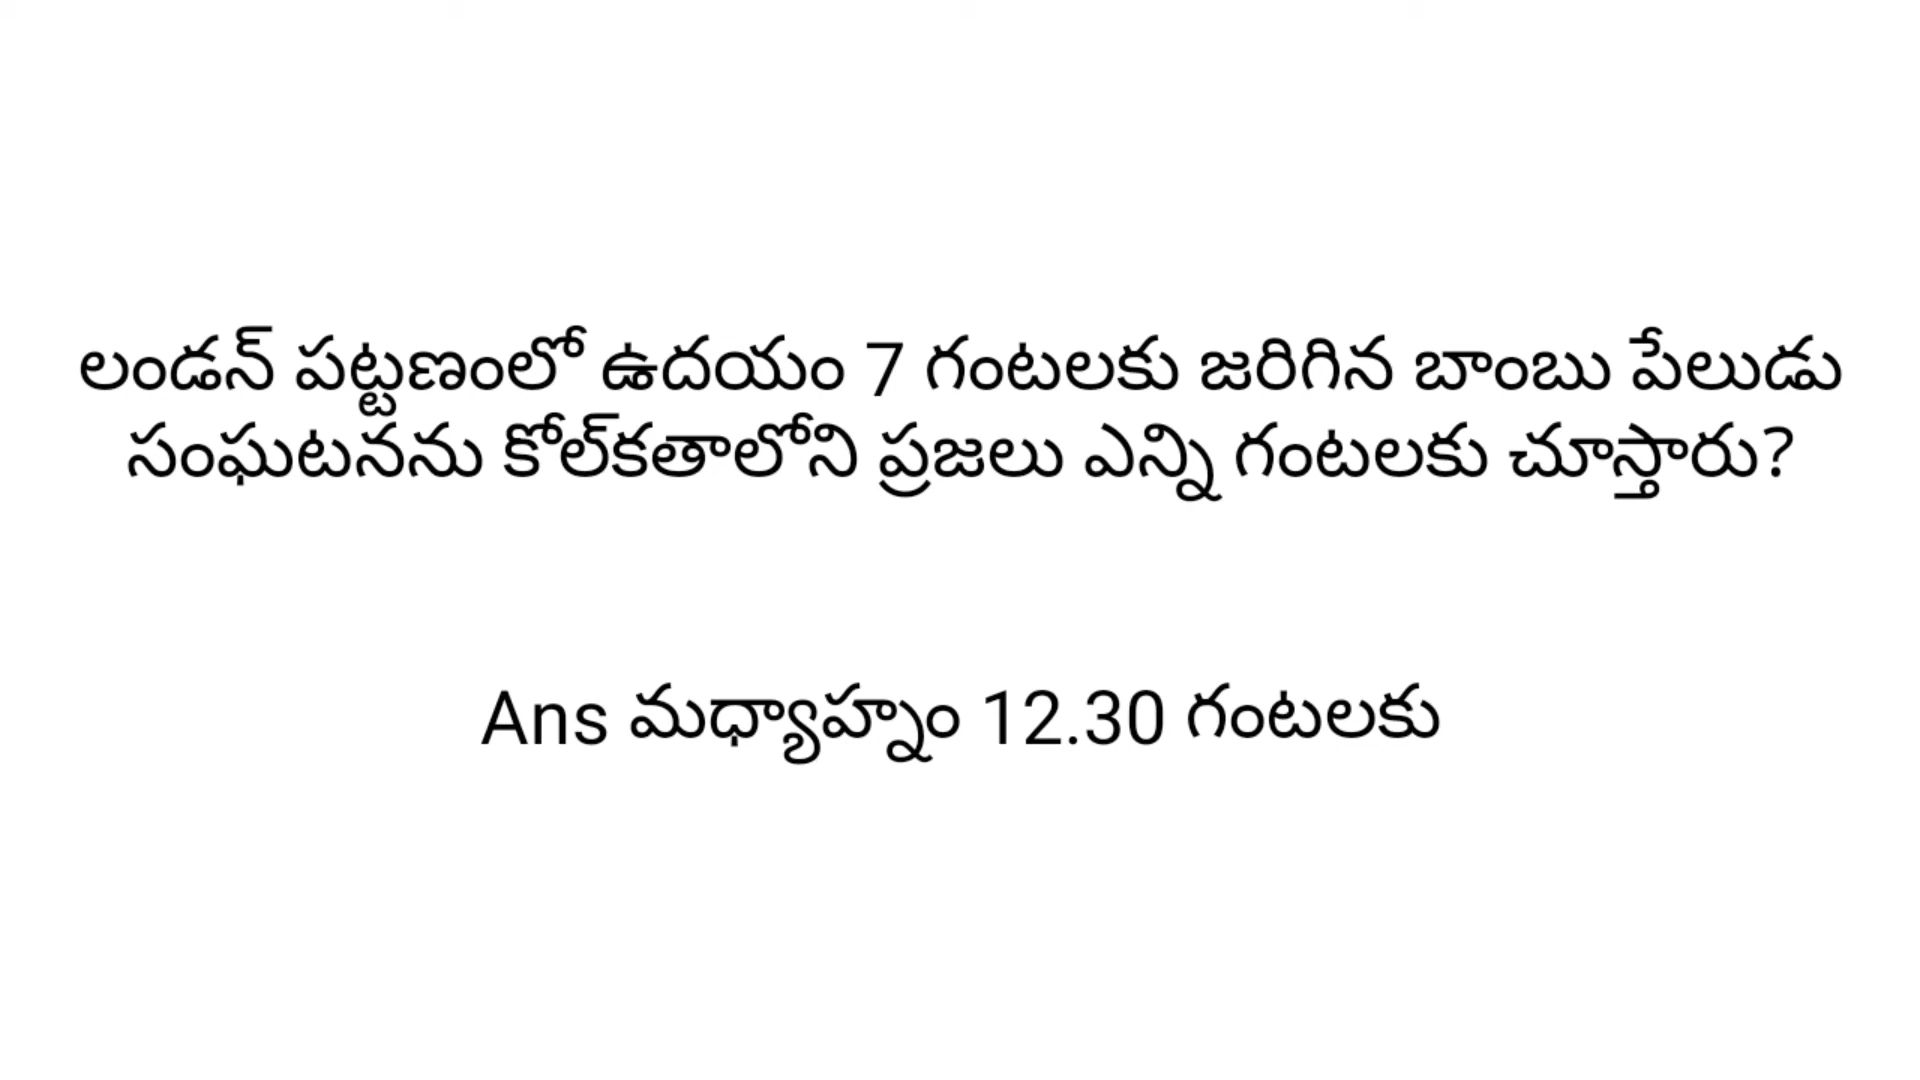 లండన్ పట్టణంలో ఉదయం 7 గంటలకు జరిగిన బాంబు పేలుడు
సంఘటనను కోల్‌కతాలోని ప్రజలు ఎన్ని గంటలకు చూస్తారు?
Ans మధ్యాహ్నం 12.30 గంటలకు